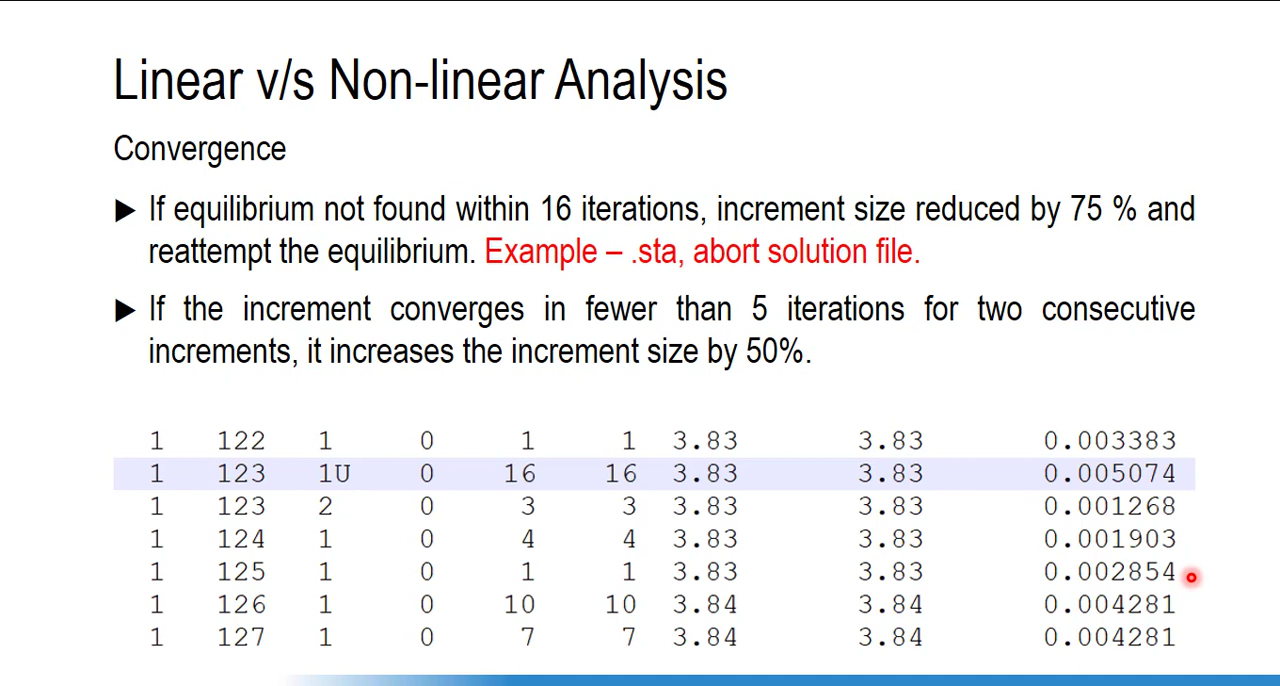 Linear v/s Non-linear Analysis
Convergence
▶ If equilibrium not found within 16 iterations, increment size reduced by 75 % and
reattempt the equilibrium. Example – .sta, abort solution file.
▶ If the increment converges in fewer than 5 iterations for two consecutive
increments, it increases the increment size by 50%.
1 122 1 0 1 1 3.83 3.83 0.003383
1 123 1U 0 16 16 3.83 3.83 0.005074
1 123 2 0 3 3 3.83 3.83 0.001268
1 124 1 0 4 4 3.83 3.83 0.001903
1 125 1 0 1 1 3.83 3.83 0.002854
1 126 1 0 10 10 3.84 3.84 0.004281
1 127 1 0 7 7 3.84 3.84 0.004281